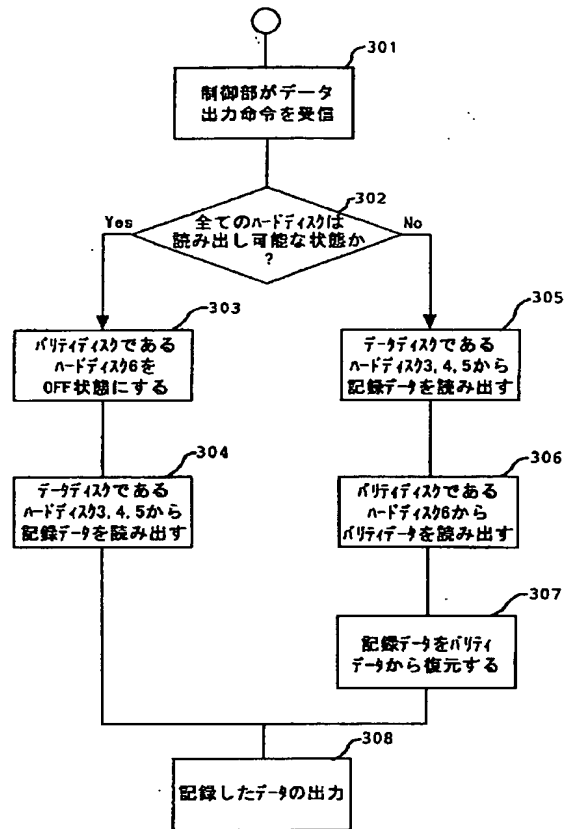 301
制御部がデータ
出力命令を受信
302
Yes
全てのハードディスクは
読み出し可能な状態か
?
No
303
パリティディスクである
ハードディスク6を
OFF状態にする
305
データディスクである
ハードディスク3,4,5から
記録データを読み出す
304
データディスクである
ハードディスク3,4,5から
記録データを読み出す
306
パリティディスクである
ハードディスク6から
パリティデータを読み出す
307
記録データをパリティ
データから復元する
308
記録したデータの出力